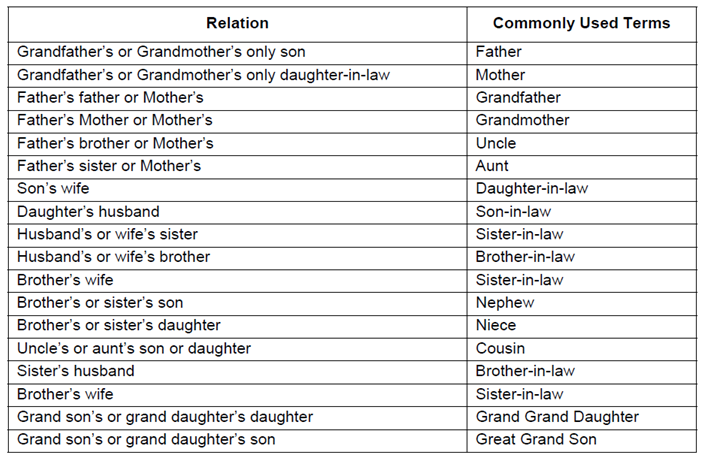 Relation Commonly Used Terms
Grandfather's or Grandmother's only son Father
Grandfather's or Grandmother's only daughter-in-law Mother
Father's father or Mother's Grandfather
Father's Mother or Mother's Grandmother
Father's brother or Mother's Uncle
Father's sister or Mother's Aunt
Son's wife Daughter-in-law
Daughter's husband Son-in-law
Husband's or wife's sister Sister-in-law
Husband's or wife's brother Brother-in-law
Brother's wife Sister-in-law
Brother's or sister's son Nephew
Brother's or sister's daughter Niece
Uncle's or aunt's son or daughter Cousin
Sister's husband Brother-in-law
Brother's wife Sister-in-law
Grand son's or grand daughter's daughter Grand Grand Daughter
Grand son's or grand daughter's son Great Grand Son